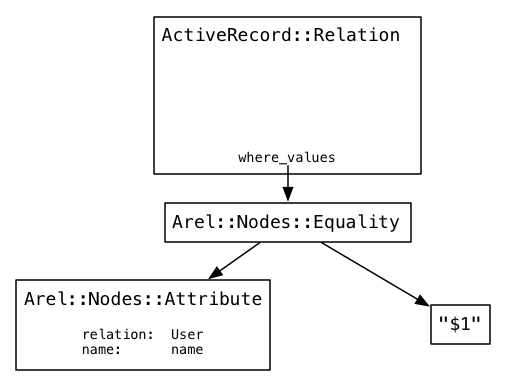 ActiveRecord::Relation
where_values
Arel::Nodes::Equality
Arel::Nodes::Attribute
relation: User
name: name
"$1"